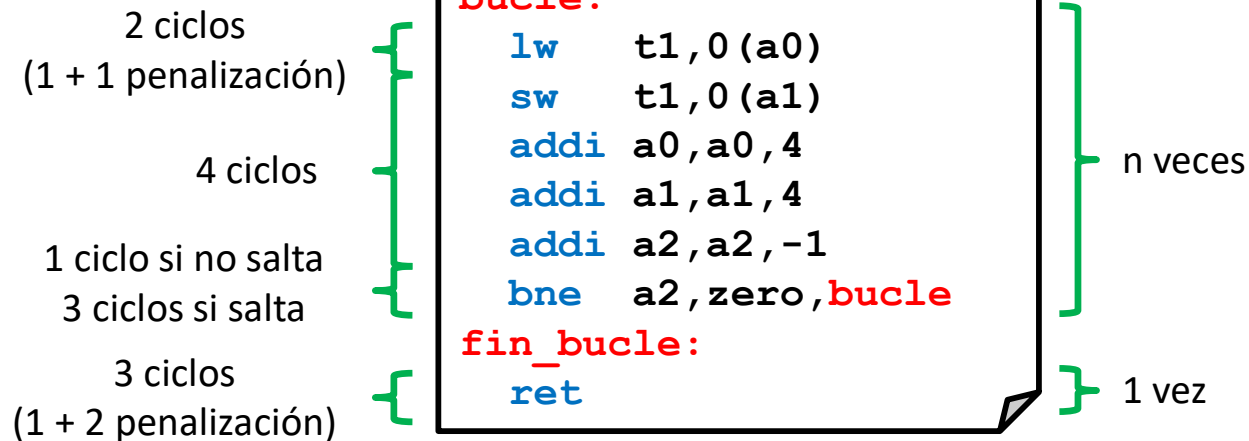 bucle:
2 ciclos
(1 + 1 penalización)
lw t1,0(a0)
sw t1,0(a1)
addi a0,a0,4
addi a1,a1,4
addi a2,a2,-1
bne a2,zero,bucle
4 ciclos
1 ciclo si no salta
3 ciclos si salta
n veces
fin_bucle:
ret
3 ciclos
(1 + 2 penalización)
1 vez